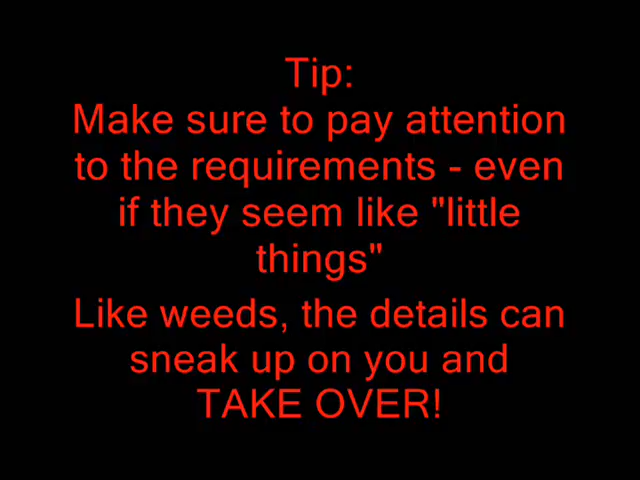 Tip:
Make sure to pay attention
to the requirements - even
if they seem like "little
things"
Like weeds, the details can
sneak up on you and
TAKE OVER!